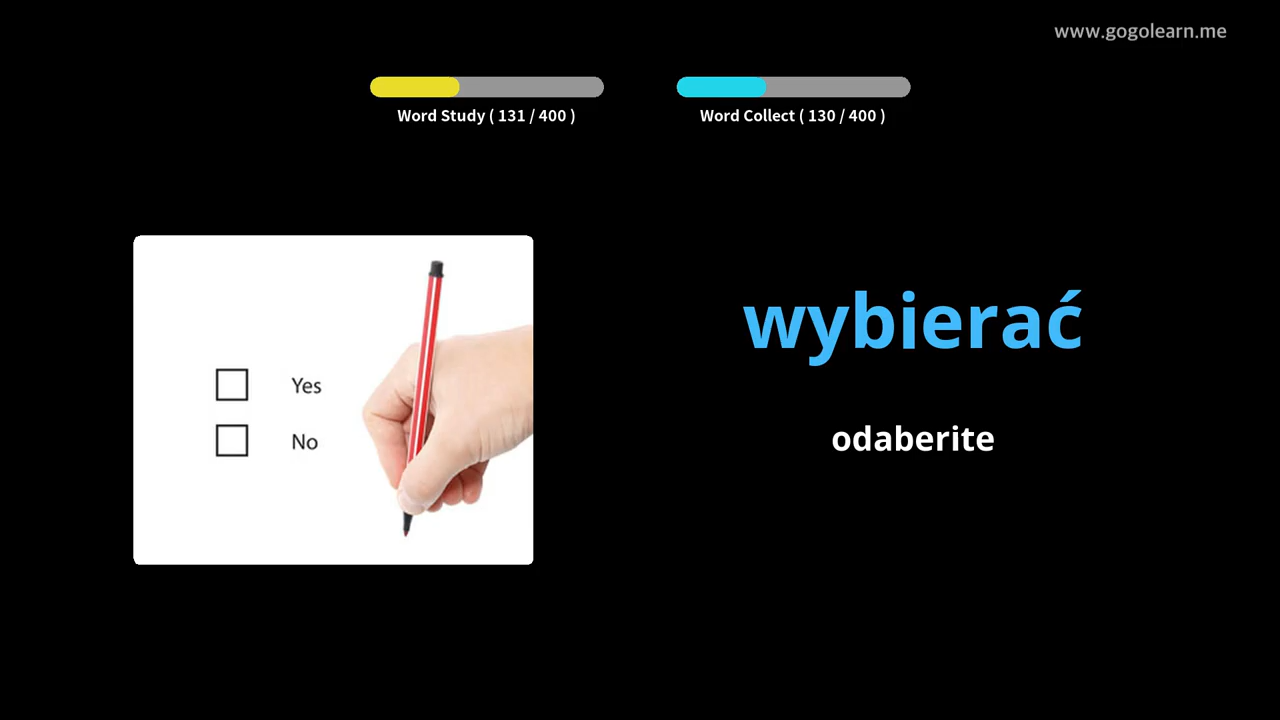 www.gogolearn.me
Word Study ( 131 / 400 )
Word Collect ( 130 / 400 )
Yes
No
wybierać
odaberite